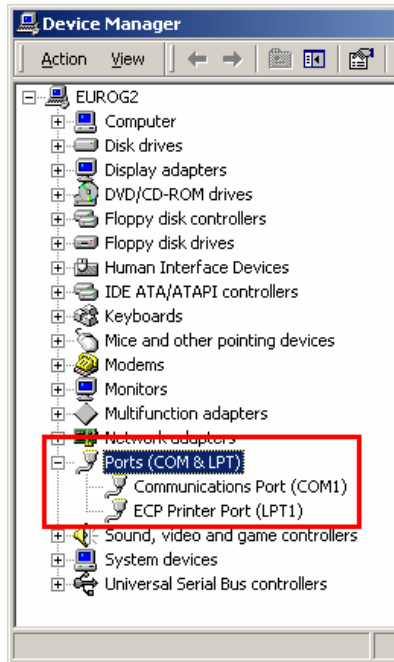 Device Manager
Action View
EUROG2
Computer
Disk drives
Display adapters
DVD/CD-ROM drives
Floppy disk controllers
Floppy disk drives
Human Interface Devices
IDE ATA/ATAPI controllers
Keyboards
Mice and other pointing devices
Modems
Monitors
Multifunction adapters
Network adapters
Ports (COM & LPT)
Communications Port (COM1)
ECP Printer Port (LPT1)
Sound, video and game controllers
System devices
Universal Serial Bus controllers